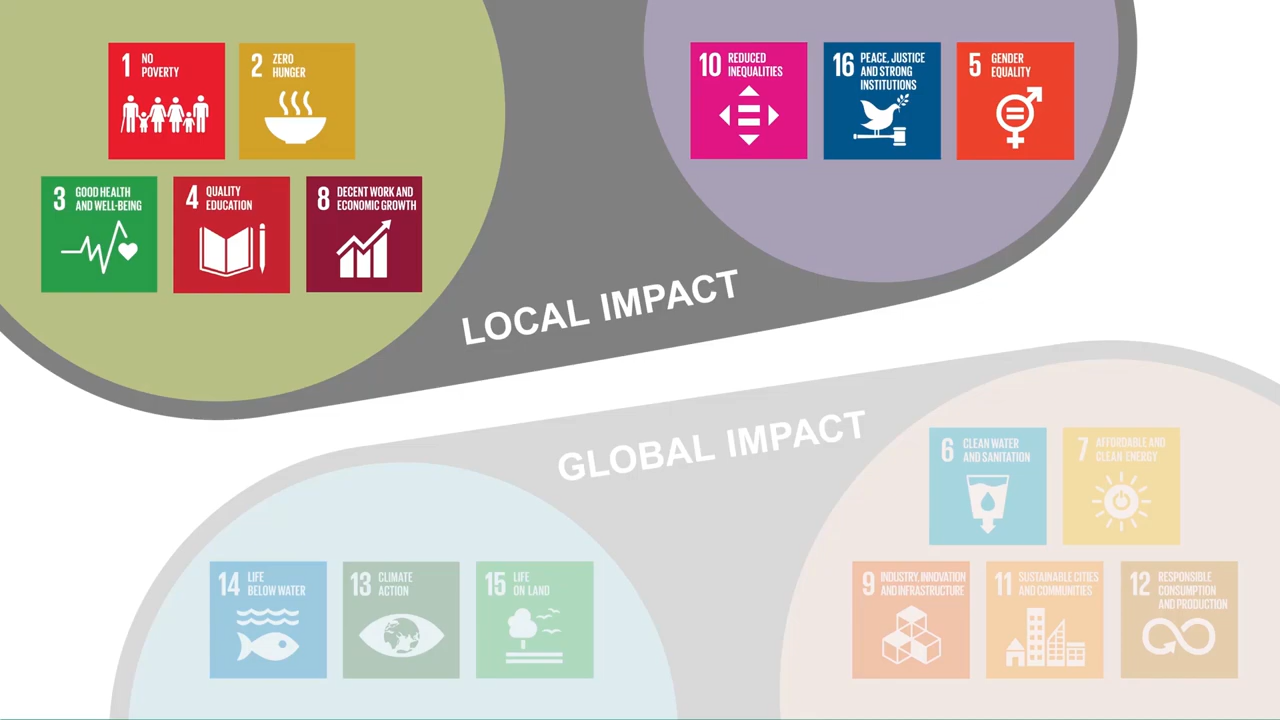 1 NO
POVERTY
2 ZERO
HUNGER
3 GOOD HEALTH
AND WELL-BEING
4 QUALITY
EDUCATION
8 DECENT WORK AND
ECONOMIC GROWTH
10 REDUCED
INEQUALITIES
16 PEACE, JUSTICE
AND STRONG
INSTITUTIONS
5 GENDER
EQUALITY
LOCAL IMPACT
GLOBAL IMPACT
14 LIFE
BELOW WATER
13 CLIMATE
ACTION
15 LIFE
ON LAND
6 CLEAN WATER
AND SANITATION
7 AFFORDABLE AND
CLEAN ENERGY
9 INDUSTRY, INNOVATION
AND INFRASTRUCTURE
11 SUSTAINABLE CITIES
AND COMMUNITIES
12 RESPONSIBLE
CONSUMPTION
AND PRODUCTION